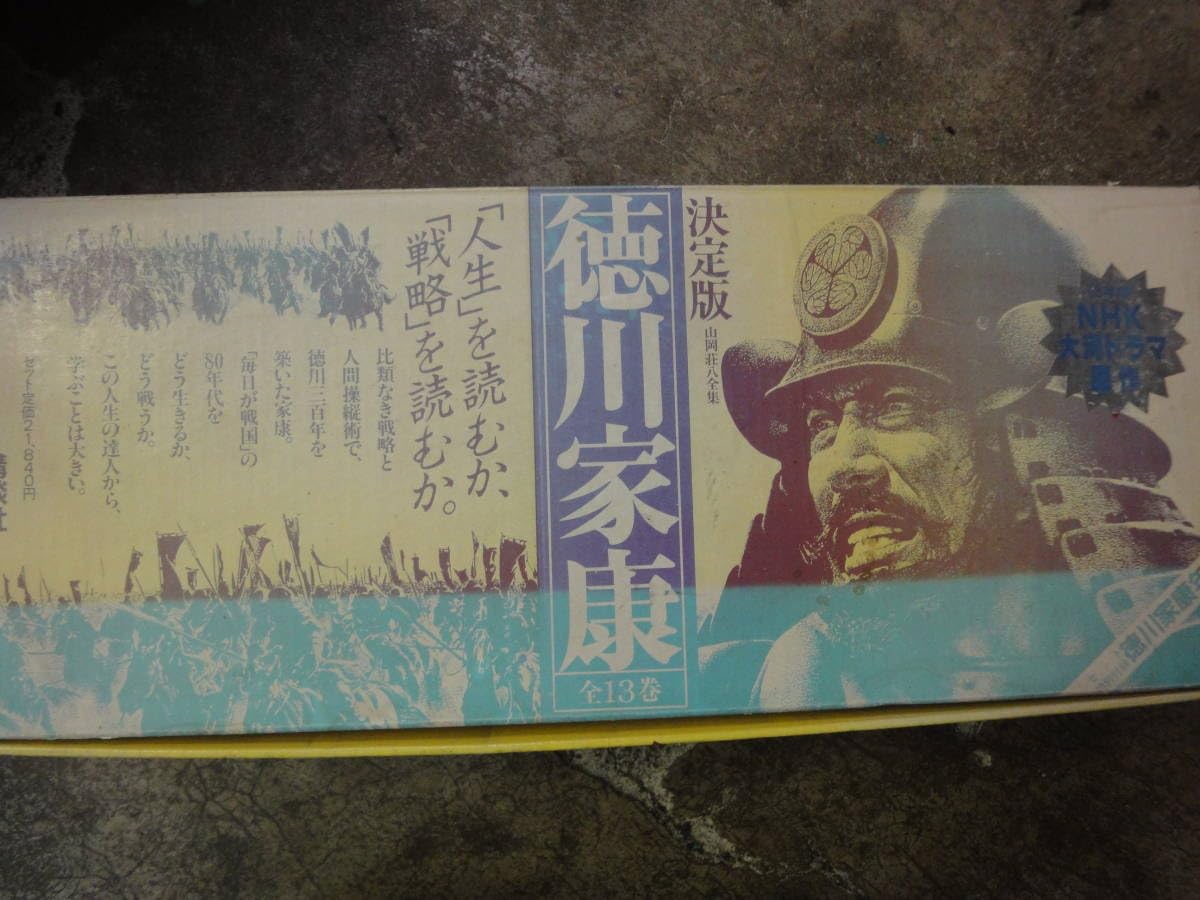 決定版
山岡荘八全集
徳川家康
全13巻
NHK
大河ドラマ
原作
「人生」を読むか、
「戦略」を読むか。
比類なき戦略と
人間操縦術で、
徳川三百年を
築いた家康。
「毎日が戦国」の
80年代を
どう生きるか、
どう戦うか。
この人生の達人から、
学ぶことは大きい。
セット定価21,840円
講談社
徳川家康